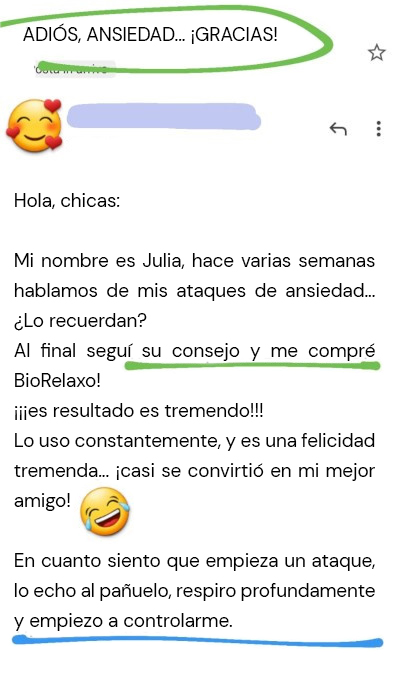 ADIÓS, ANSIEDAD... ¡GRACIAS!
Hola, chicas:
Mi nombre es Julia, hace varias semanas
hablamos de mis ataques de ansiedad...
¿Lo recuerdan?
Al final seguí su consejo y me compré
BioRelaxo!
¡¡¡es resultado es tremendo!!!
Lo uso constantemente, y es una felicidad
tremenda... ¡casi se convirtió en mi mejor
amigo!
En cuanto siento que empieza un ataque,
lo echo al pañuelo, respiro profundamente
y empiezo a controlarme.